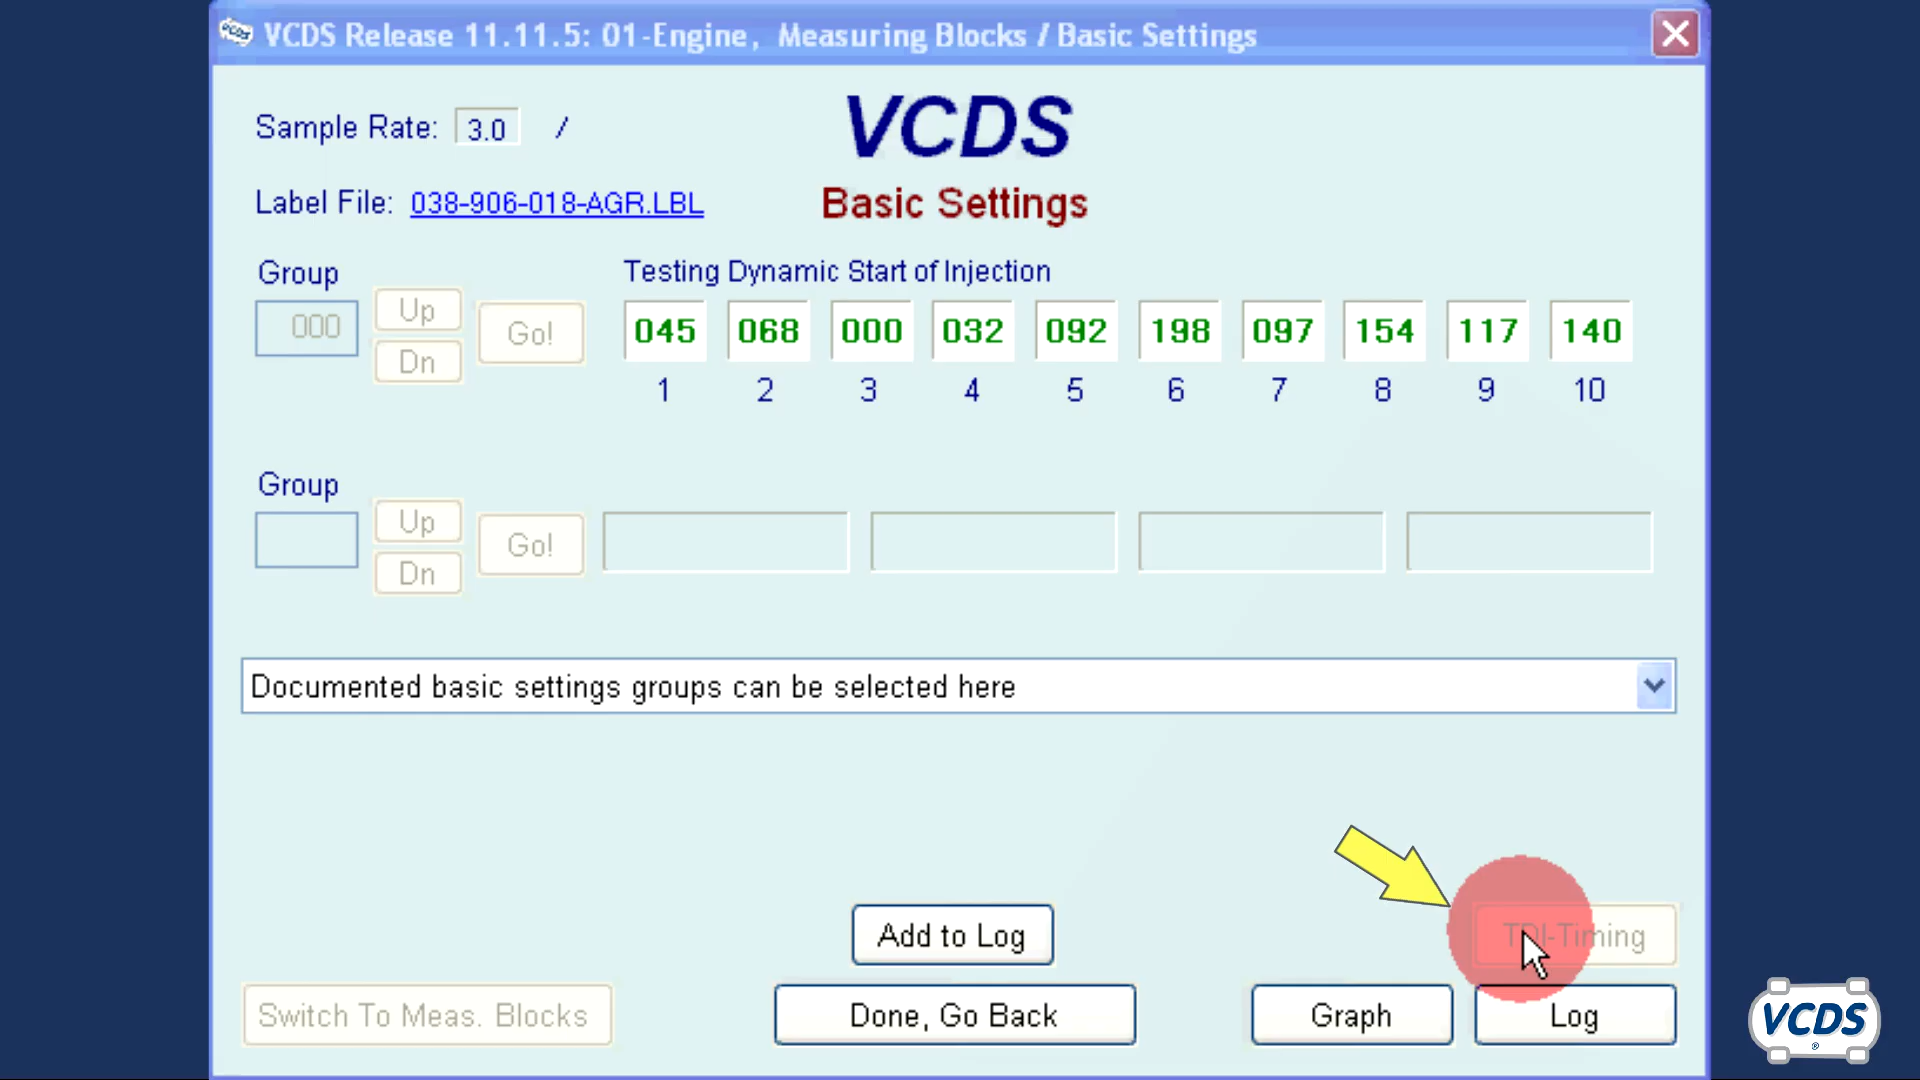 VCDS Release 11.11.5: 01-Engine, Measuring Blocks / Basic Settings
Sample Rate: 3.0 /
VCDS
Label File: 038-906-018-AGR.LBL
Basic Settings
Group
Testing Dynamic Start of Injection
000 Up Dn Go! 045 068 000 032 092 198 097 154 117 140
1 2 3 4 5 6 7 8 9 10
Group
Up Dn Go!
Documented basic settings groups can be selected here
Add to Log TDI-Timing
Switch To Meas. Blocks Done, Go Back Graph Log
VCDS
®